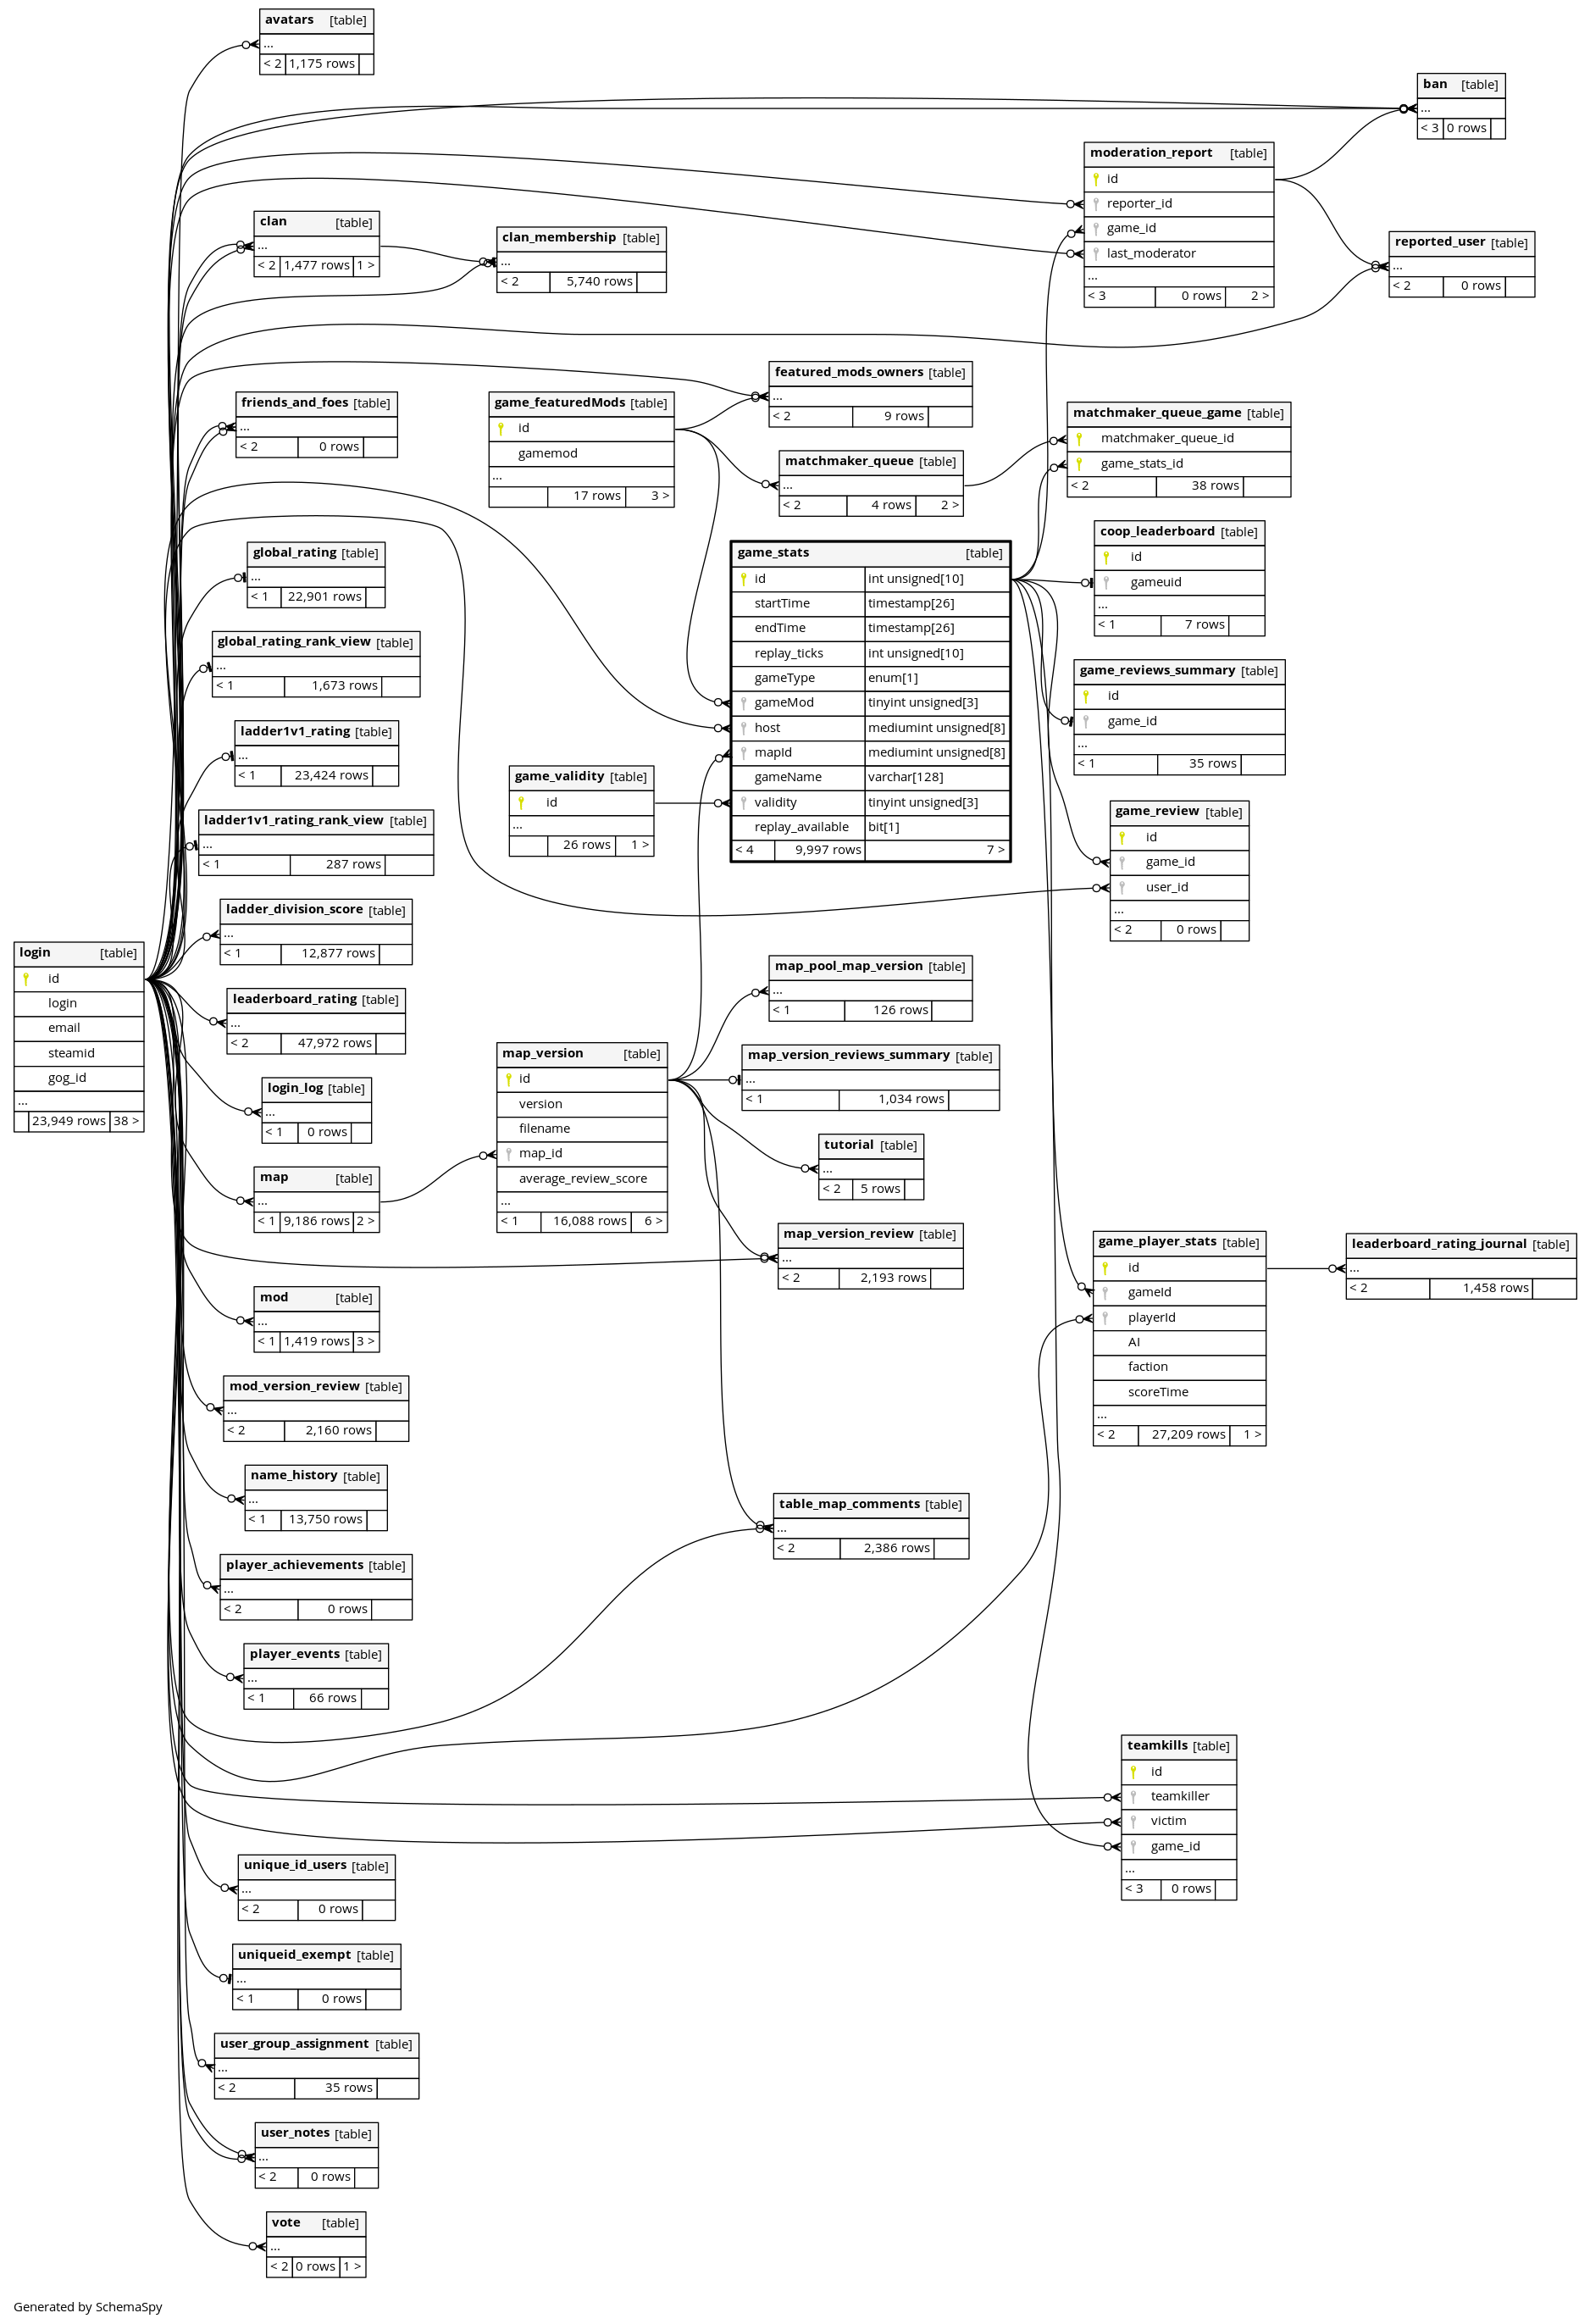 avatars [table]
...
< 2 1,175 rows
ban [table]
...
< 3 0 rows
moderation_report [table]
id
reporter_id
game_id
last_moderator
...
< 3 0 rows 2 >
clan [table]
...
< 2 1,477 rows 1 >
clan_membership [table]
...
< 2 5,740 rows
reported_user [table]
...
< 2 0 rows
featured_mods_owners [table]
...
< 2 9 rows
friends_and_foes [table]
...
< 2 0 rows
game_featuredMods [table]
id
gamemod
...
17 rows 3 >
matchmaker_queue_game [table]
matchmaker_queue_id
game_stats_id
< 2 38 rows
matchmaker_queue [table]
...
< 2 4 rows 2 >
coop_leaderboard [table]
id
gameuid
...
< 1 7 rows
global_rating [table]
...
< 1 22,901 rows
game_stats [table]
id int unsigned[10]
startTime timestamp[26]
endTime timestamp[26]
replay_ticks int unsigned[10]
gameType enum[1]
gameMod tinyint unsigned[3]
host mediumint unsigned[8]
mapId mediumint unsigned[8]
gameName varchar[128]
validity tinyint unsigned[3]
replay_available bit[1]
< 4 9,997 rows 7 >
global_rating_rank_view [table]
...
< 1 1,673 rows
game_reviews_summary [table]
id
game_id
...
< 1 35 rows
ladder1v1_rating [table]
...
< 1 23,424 rows
game_validity [table]
id
...
26 rows 1 >
ladder1v1_rating_rank_view [table]
...
< 1 287 rows
game_review [table]
id
game_id
user_id
...
< 2 0 rows
ladder_division_score [table]
...
< 1 12,877 rows
login [table]
id
login
email
steamid
gog_id
...
23,949 rows 38 >
map_pool_map_version [table]
...
< 1 126 rows
leaderboard_rating [table]
...
< 2 47,972 rows
map_version [table]
id
version
filename
map_id
average_review_score
...
< 1 16,088 rows 6 >
map_version_reviews_summary [table]
...
< 1 1,034 rows
login_log [table]
...
< 1 0 rows
tutorial [table]
...
< 2 5 rows
map [table]
...
< 1 9,186 rows 2 >
map_version_review [table]
...
< 2 2,193 rows
game_player_stats [table]
id
gameId
playerId
AI
faction
scoreTime
...
< 2 27,209 rows 1 >
leaderboard_rating_journal [table]
...
< 2 1,458 rows
mod [table]
...
< 1 1,419 rows 3 >
mod_version_review [table]
...
< 2 2,160 rows
name_history [table]
...
< 1 13,750 rows
table_map_comments [table]
...
< 2 2,386 rows
player_achievements [table]
...
< 2 0 rows
player_events [table]
...
< 1 66 rows
teamkills [table]
id
teamkiller
victim
game_id
...
< 3 0 rows
unique_id_users [table]
...
< 2 0 rows
uniqueid_exempt [table]
...
< 1 0 rows
user_group_assignment [table]
...
< 2 35 rows
user_notes [table]
...
< 2 0 rows
vote [table]
...
< 2 0 rows 1 >
Generated by SchemaSpy